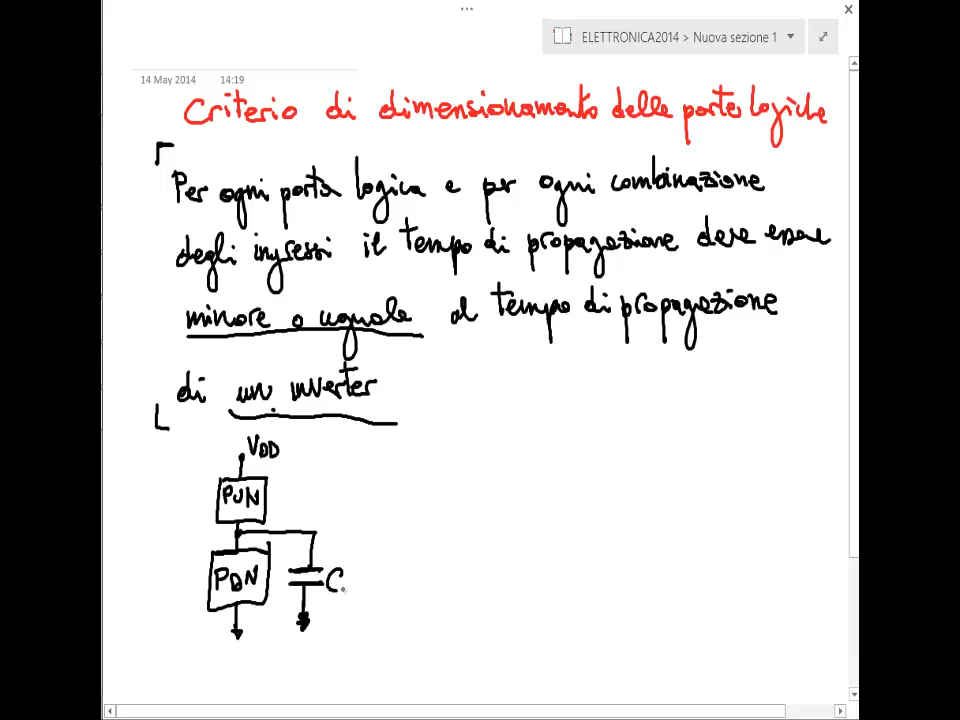 ELETTRONICA2014 > Nuova sezione 1
14 May 2014 14:19
Criterio di dimensionamento delle porte logiche
Per ogni porta logica e per ogni combinazione
degli ingressi il tempo di propagazione deve essere
minore o uguale al tempo di propagazione
di un inverter
VDD
PUN
PDN
C